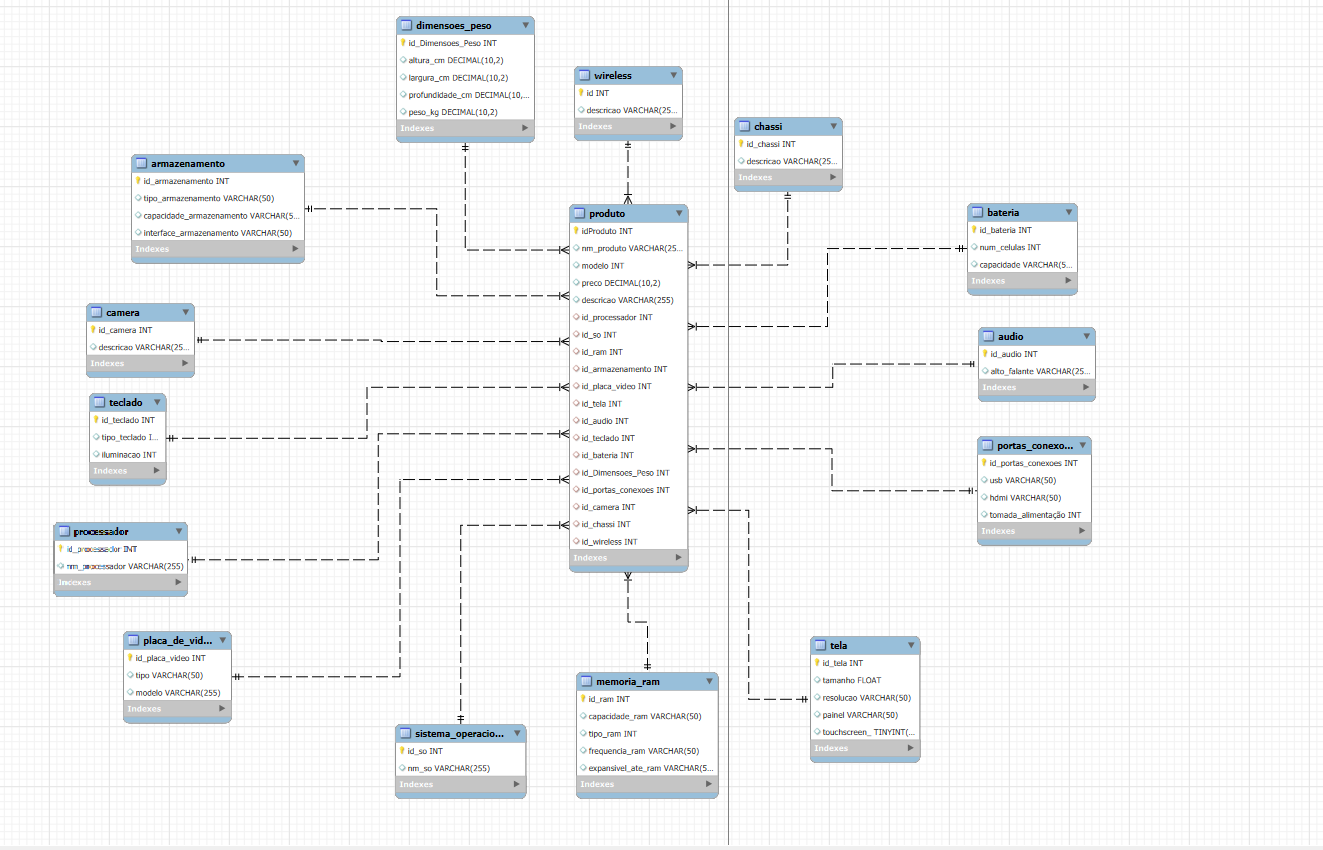 dimensoes_peso
id_Dimensoes_Peso INT
altura_cm DECIMAL(10,2)
largura_cm DECIMAL(10,2)
profundidade_cm DECIMAL(10,...
peso_kg DECIMAL(10,2)
Indexes
wireless
id INT
descricao VARCHAR(25...
Indexes
chassi
id_chassi INT
descricao VARCHAR(25...
Indexes
armazenamento
id_armazenamento INT
tipo_armazenamento VARCHAR(50)
capacidade_armazenamento VARCHAR(5...
interface_armazenamento VARCHAR(50)
Indexes
produto
idProduto INT
nm_produto VARCHAR(25...
modelo INT
preco DECIMAL(10,2)
descricao VARCHAR(255)
id_processador INT
id_so INT
id_ram INT
id_armazenamento INT
id_placa_video INT
id_tela INT
id_audio INT
id_teclado INT
id_bateria INT
id_Dimensoes_Peso INT
id_portas_conexoes INT
id_camera INT
id_chassi INT
id_wireless INT
Indexes
bateria
id_bateria INT
num_celulas INT
capacidade VARCHAR(5...
Indexes
camera
id_camera INT
descricao VARCHAR(25...
Indexes
audio
id_audio INT
alto_falante VARCHAR(25...
Indexes
teclado
id_teclado INT
tipo_teclado I...
iluminacao INT
Indexes
portas_conexo...
id_portas_conexoes INT
usb VARCHAR(50)
hdmi VARCHAR(50)
tomada_alimentação INT
Indexes
processador
id_processador INT
nm_processador VARCHAR(255)
Indexes
placa_de_vid...
id_placa_video INT
tipo VARCHAR(50)
modelo VARCHAR(255)
Indexes
tela
id_tela INT
tamanho FLOAT
resolucao VARCHAR(50)
painel VARCHAR(50)
touchscreen_ TINYINT(...
Indexes
memoria_ram
id_ram INT
capacidade_ram VARCHAR(50)
tipo_ram INT
frequencia_ram VARCHAR(50)
expansivel_ate_ram VARCHAR(5...
Indexes
sistema_operacio...
id_so INT
nm_so VARCHAR(255)
Indexes